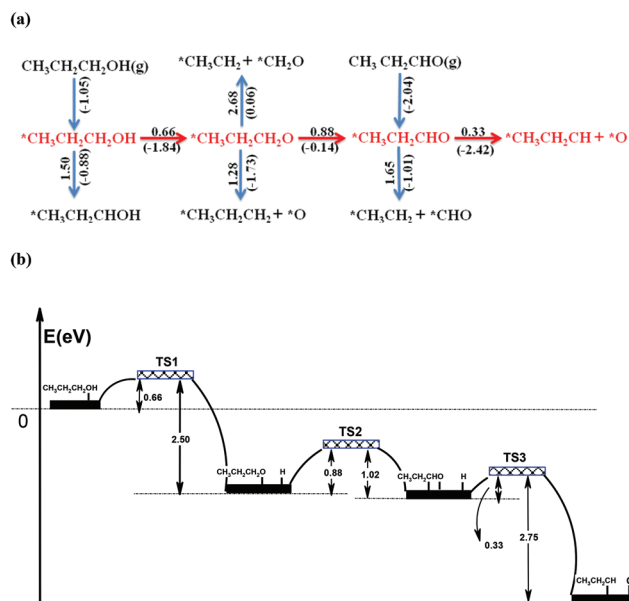 (a)
CH3CH2CH2OH(g)
*CH3CH2 + *CH2O
CH3 CH2CHO(g)
(-1.05)
2.68
(0.06)
(-2.04)
*CH3CH2CH2OH
0.66
(-1.84)
*CH3CH2CH2O
0.88
(-0.14)
*CH3CH2CHO
0.33
(-2.42)
*CH3CH2CH + *O
1.50
(-0.88)
1.28
(-1.73)
1.65
(-1.01)
*CH3CH2CHOH
*CH3CH2CH2 + *O
*CH3CH2 + *CHO
(b)
E(eV)
TS1
CH3CH2CH2OH
0.66
0
2.50
TS2
CH3CH2CH2O H
0.88
1.02
CH3CH2CHO H
TS3
0.33
2.75
CH3CH2CH